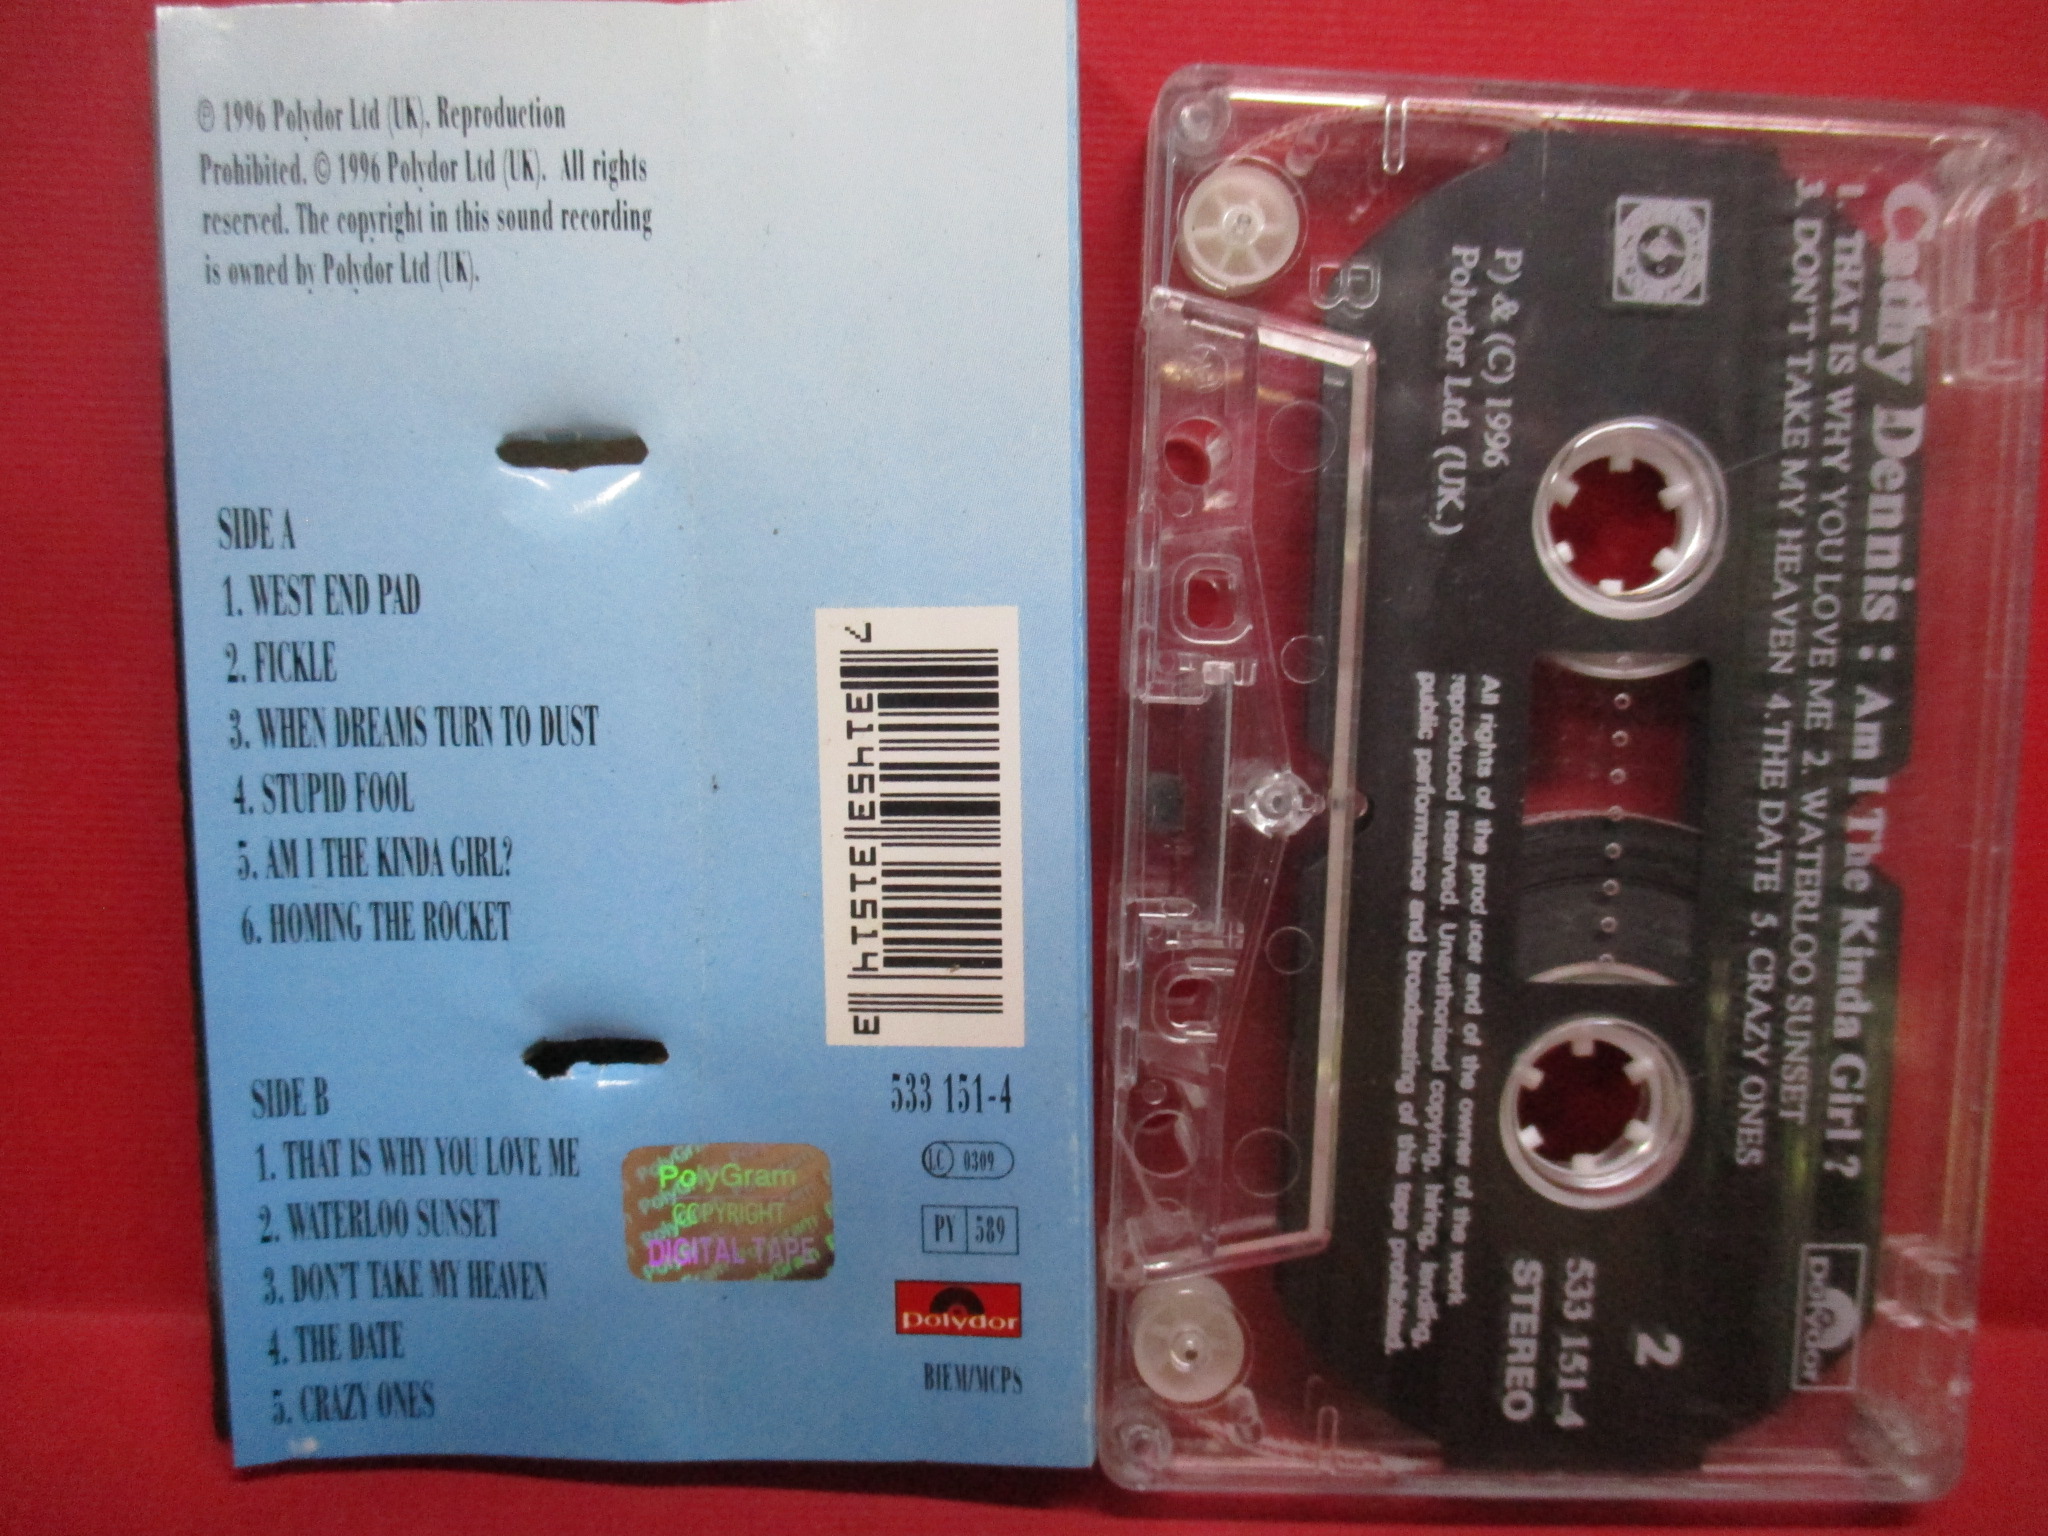 ℗ 1996 Polydor Ltd (UK). Reproduction
Prohibited. © 1996 Polydor Ltd (UK). All rights
reserved. The copyright in this sound recording
is owned by Polydor Ltd (UK).
SIDE A
1. WEST END PAD
2. FICKLE
3. WHEN DREAMS TURN TO DUST
4. STUPID FOOL
5. AM I THE KINDA GIRL?
6. HOMING THE ROCKET
SIDE B
1. THAT IS WHY YOU LOVE ME
2. WATERLOO SUNSET
3. DON'T TAKE MY HEAVEN
4. THE DATE
5. CRAZY ONES
PolyGram
COPYRIGHT
DIGITAL TAPE
7 31453 3151 4 3
533 151-4
LC 0309
PY 589
polydor
BIEM/MCPS
Cathy Dennis : Am I The Kinda Girl ?
1. THAT IS WHY YOU LOVE ME 2. WATERLOO SUNSET
3. DON'T TAKE MY HEAVEN 4. THE DATE 5. CRAZY ONES
polydor
B
P) & (C) 1996
Polydor Ltd. (UK.)
All rights of the producer and of the owner of the work
reproduced reserved. Unauthorised copying, hiring, lending,
public performance and broadcasting of this tape prohibited.
2
533 151-4
STEREO